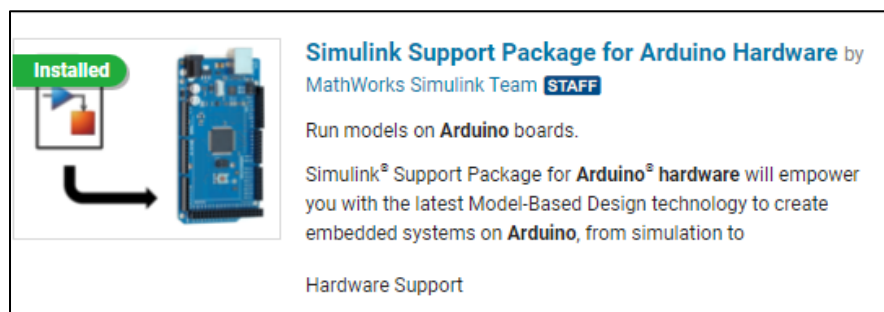 Installed
Simulink Support Package for Arduino Hardware by
MathWorks Simulink Team STAFF
Run models on Arduino boards.
Simulink® Support Package for Arduino® hardware will empower
you with the latest Model-Based Design technology to create
embedded systems on Arduino, from simulation to
Hardware Support